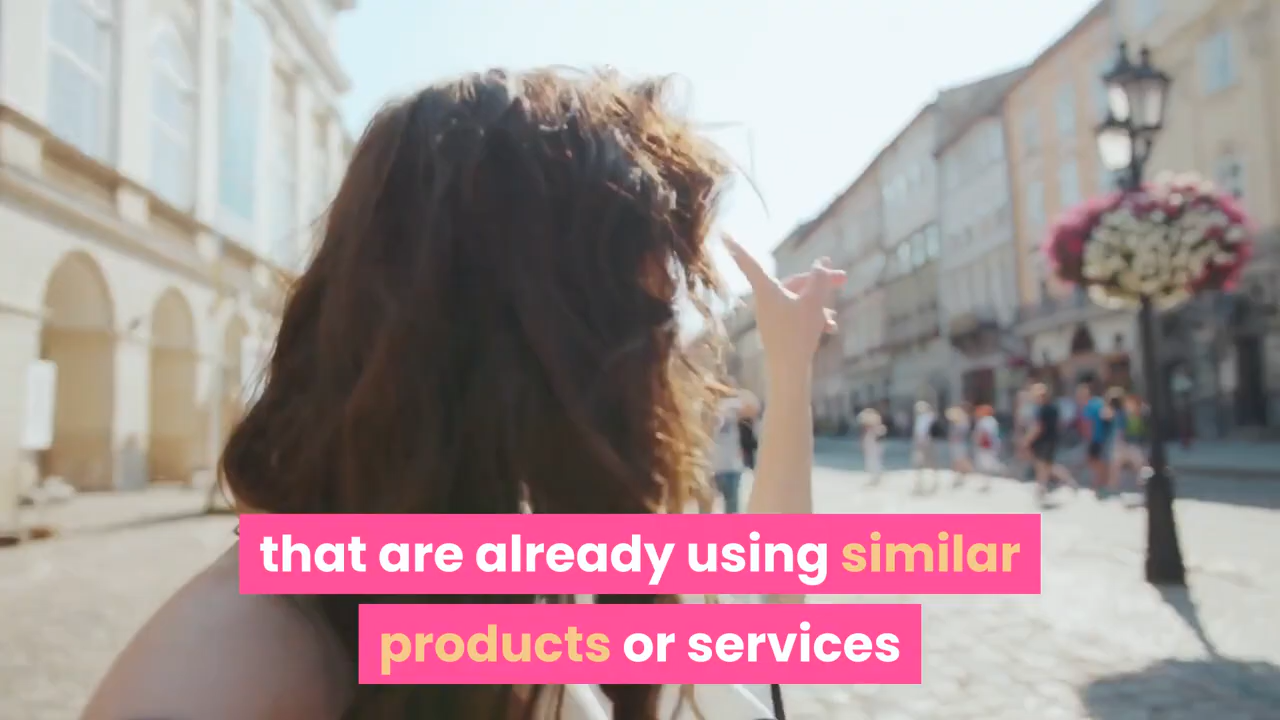 that are already using similar
products or services